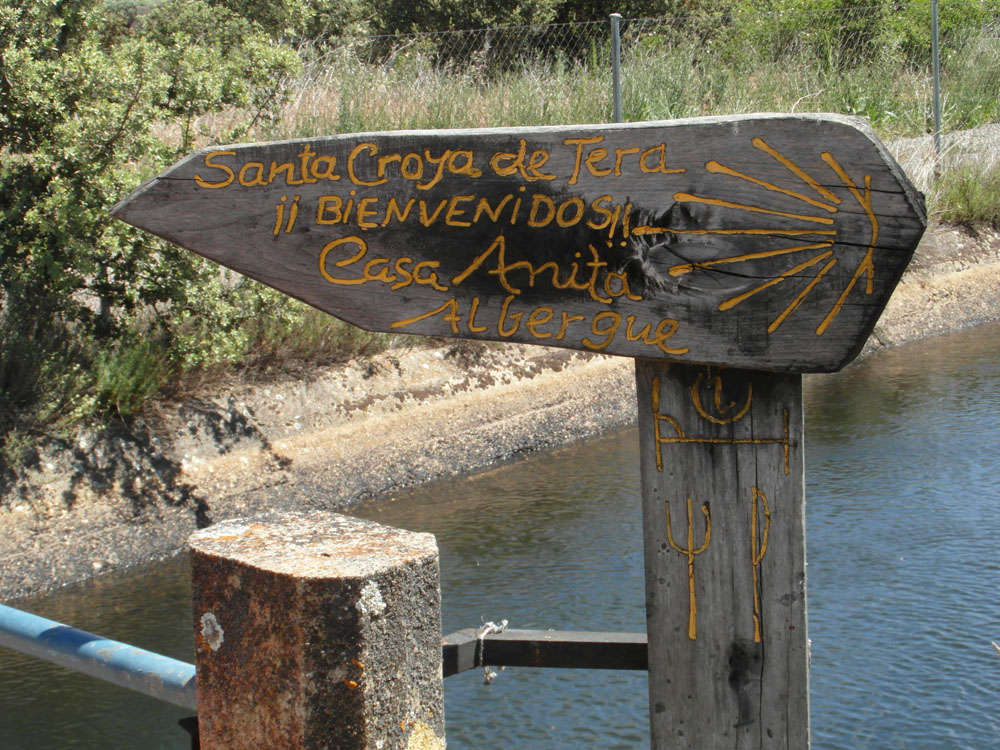 Santa Croya de Tera
¡¡BiENVENiDOS!!
Casa Anita
Albergue